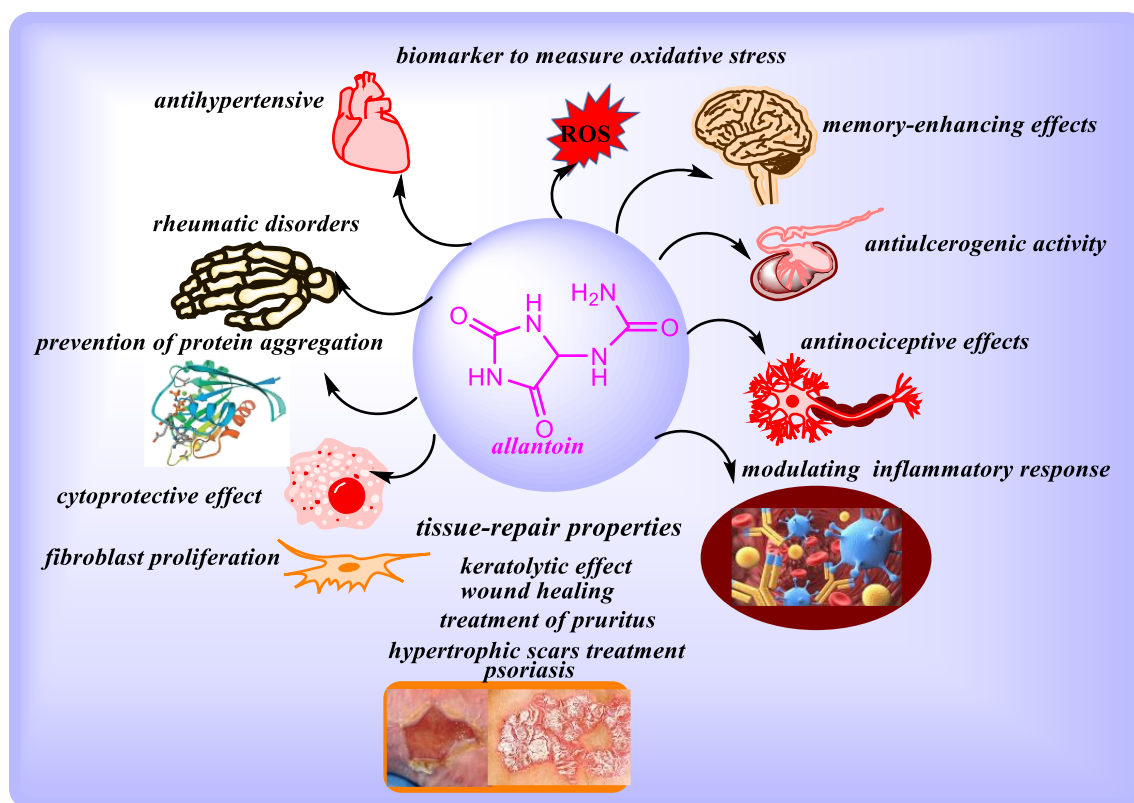 biomarker to measure oxidative stress
antihypertensive
ROS
memory-enhancing effects
rheumatic disorders
antiulcerogenic activity
H2N
H
O
N
O
prevention of protein aggregation
antinociceptive effects
HN
N
H
O
allantoin
modulating inflammatory response
cytoprotective effect
tissue-repair properties
fibroblast proliferation
keratolytic effect
wound healing
treatment of pruritus
hypertrophic scars treatment
psoriasis